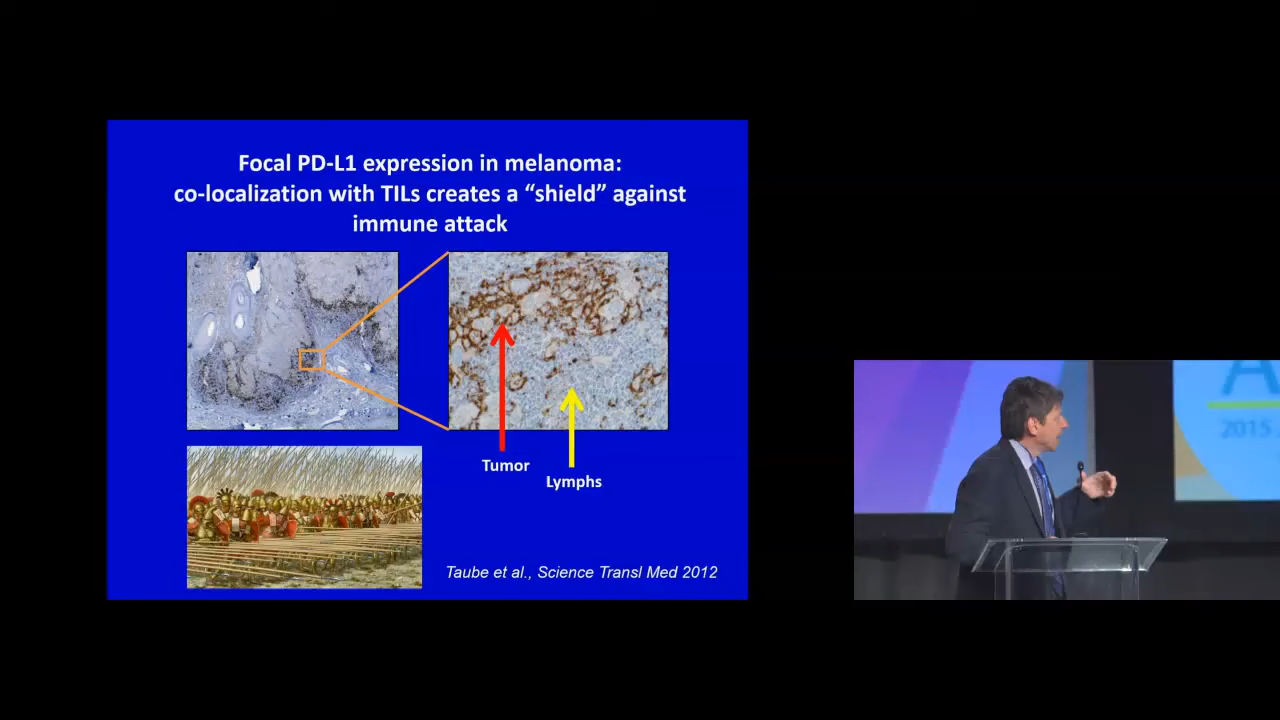 Focal PD-L1 expression in melanoma:
co-localization with TILs creates a “shield” against
immune attack
Tumor
Lymphs
Taube et al., Science Transl Med 2012
2015